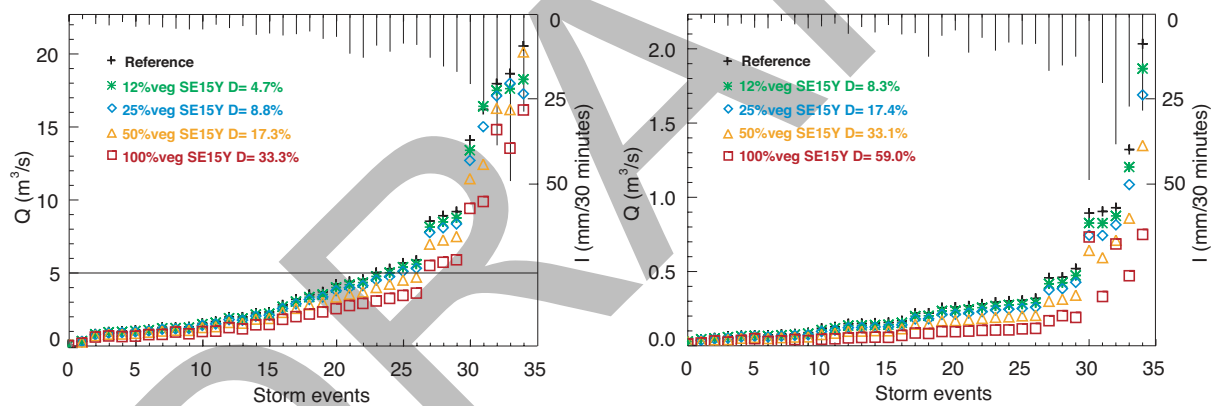 Reference
12%veg SE15Y D= 4.7%
25%veg SE15Y D= 8.8%
50%veg SE15Y D= 17.3%
100%veg SE15Y D= 33.3%
Q (m³/s)
20
15
10
5
0
0
25
50
I (mm/30 minutes)
0 5 10 15 20 25 30 35
Storm events
Reference
12%veg SE15Y D= 8.3%
25%veg SE15Y D= 17.4%
50%veg SE15Y D= 33.1%
100%veg SE15Y D= 59.0%
Q (m³/s)
2.0
1.5
1.0
0.5
0.0
0
25
50
I (mm/30 minutes)
0 5 10 15 20 25 30 35
Storm events